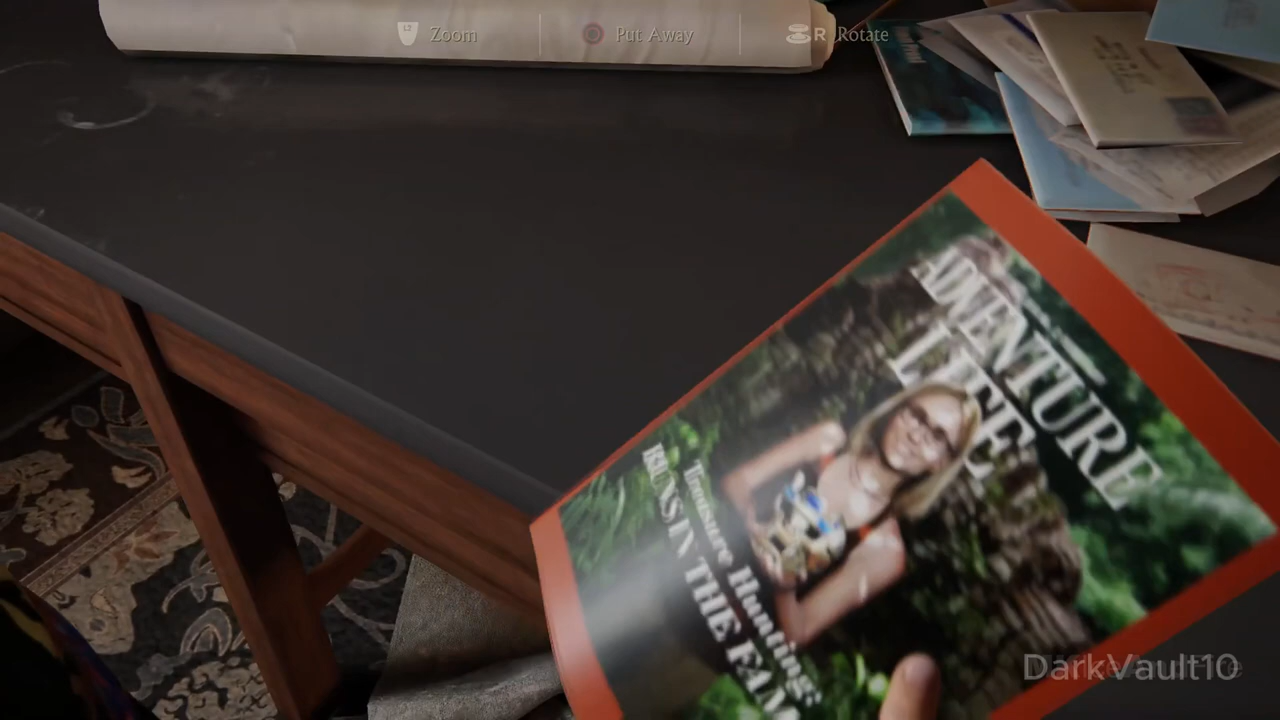 Zoom
Put Away
R Rotate
ADVENTURE
LIFE
Treasure Hunting:
RUNS IN THE FAM
DarkVault10